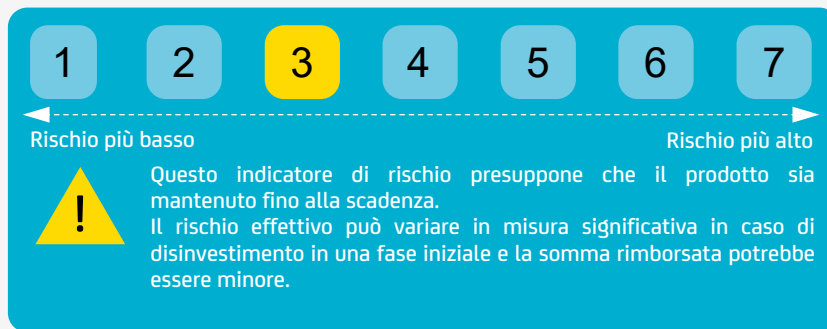 1 2 3 4 5 6 7
Rischio più basso Rischio più alto
!
Questo indicatore di rischio presuppone che il prodotto sia
mantenuto fino alla scadenza.
Il rischio effettivo può variare in misura significativa in caso di
disinvestimento in una fase iniziale e la somma rimborsata potrebbe
essere minore.